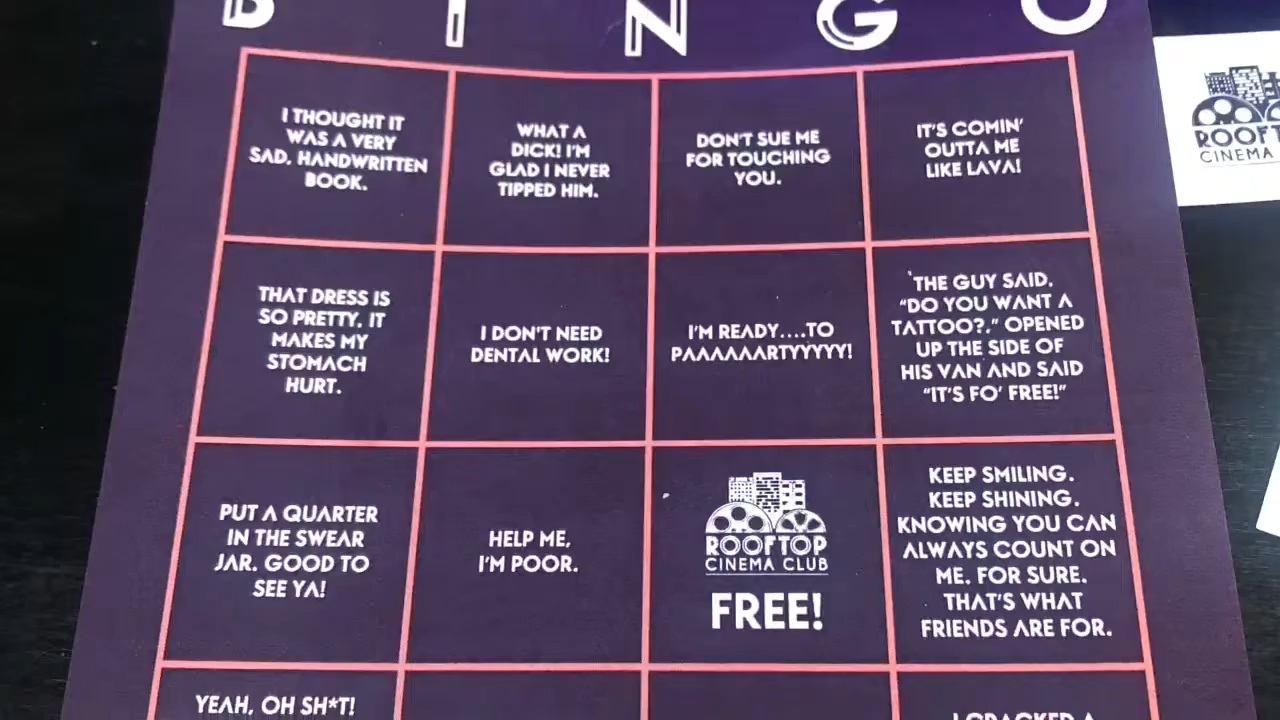 B I N G O
I THOUGHT IT
WAS A VERY
SAD, HANDWRITTEN
BOOK.
WHAT A
DICK! I'M
GLAD I NEVER
TIPPED HIM.
DON'T SUE ME
FOR TOUCHING
YOU.
IT'S COMIN'
OUTTA ME
LIKE LAVA!
THAT DRESS IS
SO PRETTY, IT
MAKES MY
STOMACH
HURT.
I DON'T NEED
DENTAL WORK!
I'M READY....TO
PAAAAAARTYYYYY!
`THE GUY SAID,
"DO YOU WANT A
TATTOO?," OPENED
UP THE SIDE OF
HIS VAN AND SAID
"IT'S FO' FREE!"
PUT A QUARTER
IN THE SWEAR
JAR. GOOD TO
SEE YA!
HELP ME,
I'M POOR.
ROOFTOP
CINEMA CLUB
FREE!
KEEP SMILING.
KEEP SHINING.
KNOWING YOU CAN
ALWAYS COUNT ON
ME. FOR SURE.
THAT'S WHAT
FRIENDS ARE FOR.
YEAH, OH SH*T!
I CRACKED A
CINEMA